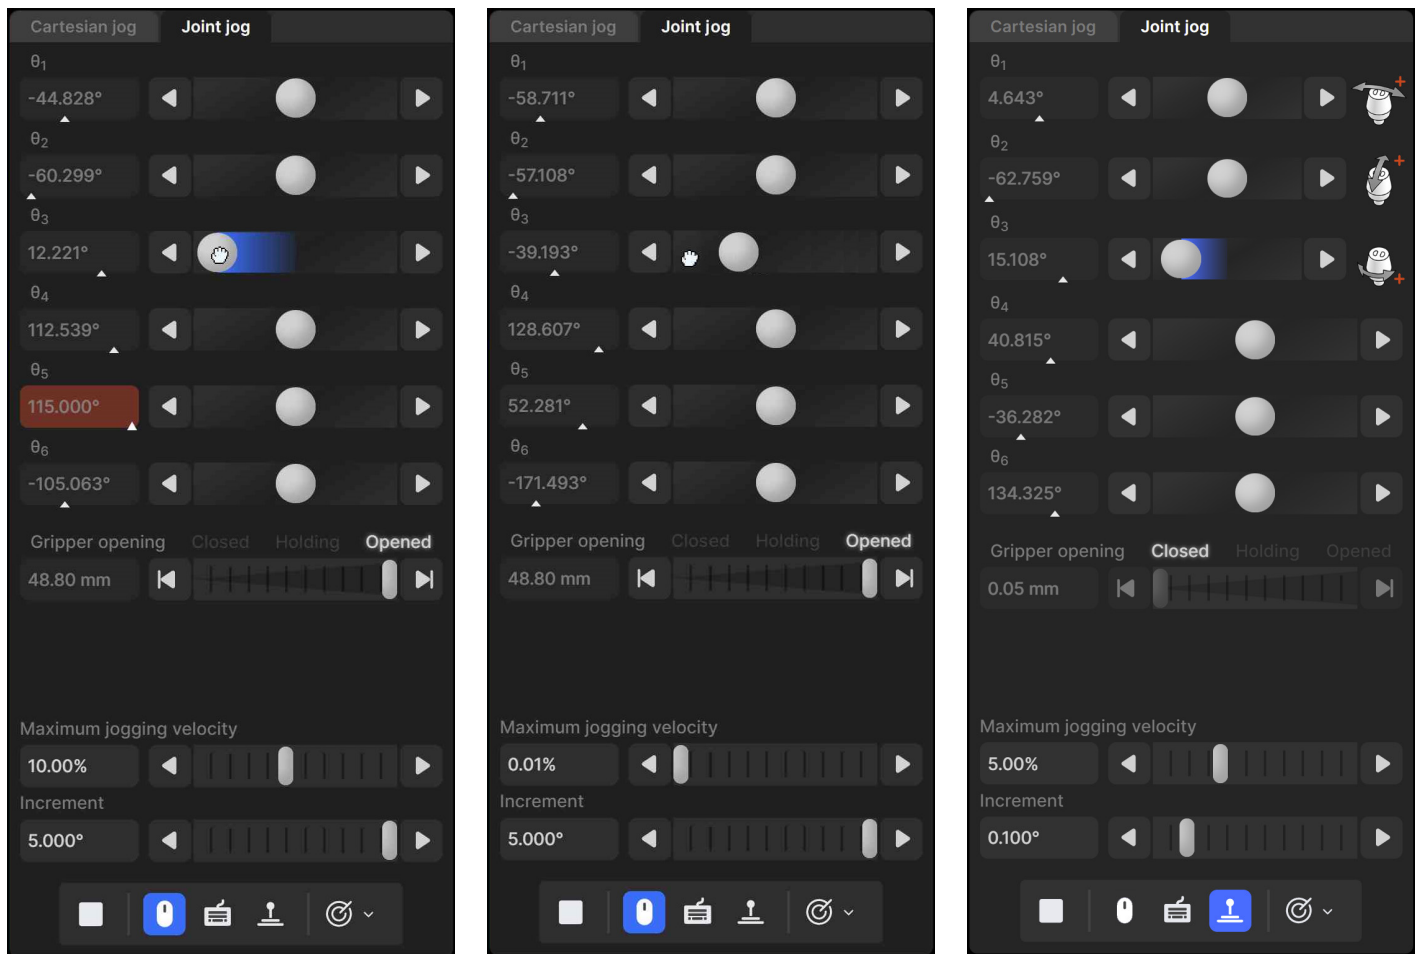 Cartesian jog Joint jog
θ1
-44.828°
θ2
-60.299°
θ3
12.221°
θ4
112.539°
θ5
115.000°
θ6
-105.063°
Gripper opening Closed Holding Opened
48.80 mm
Maximum jogging velocity
10.00%
Increment
5.000°
Cartesian jog Joint jog
θ1
-58.711°
θ2
-57.108°
θ3
-39.193°
θ4
128.607°
θ5
52.281°
θ6
-171.493°
Gripper opening Closed Holding Opened
48.80 mm
Maximum jogging velocity
0.01%
Increment
5.000°
Cartesian jog Joint jog
θ1
4.643°
θ2
-62.759°
θ3
15.108°
θ4
40.815°
θ5
-36.282°
θ6
134.325°
Gripper opening Closed Holding Opened
0.05 mm
Maximum jogging velocity
5.00%
Increment
0.100°